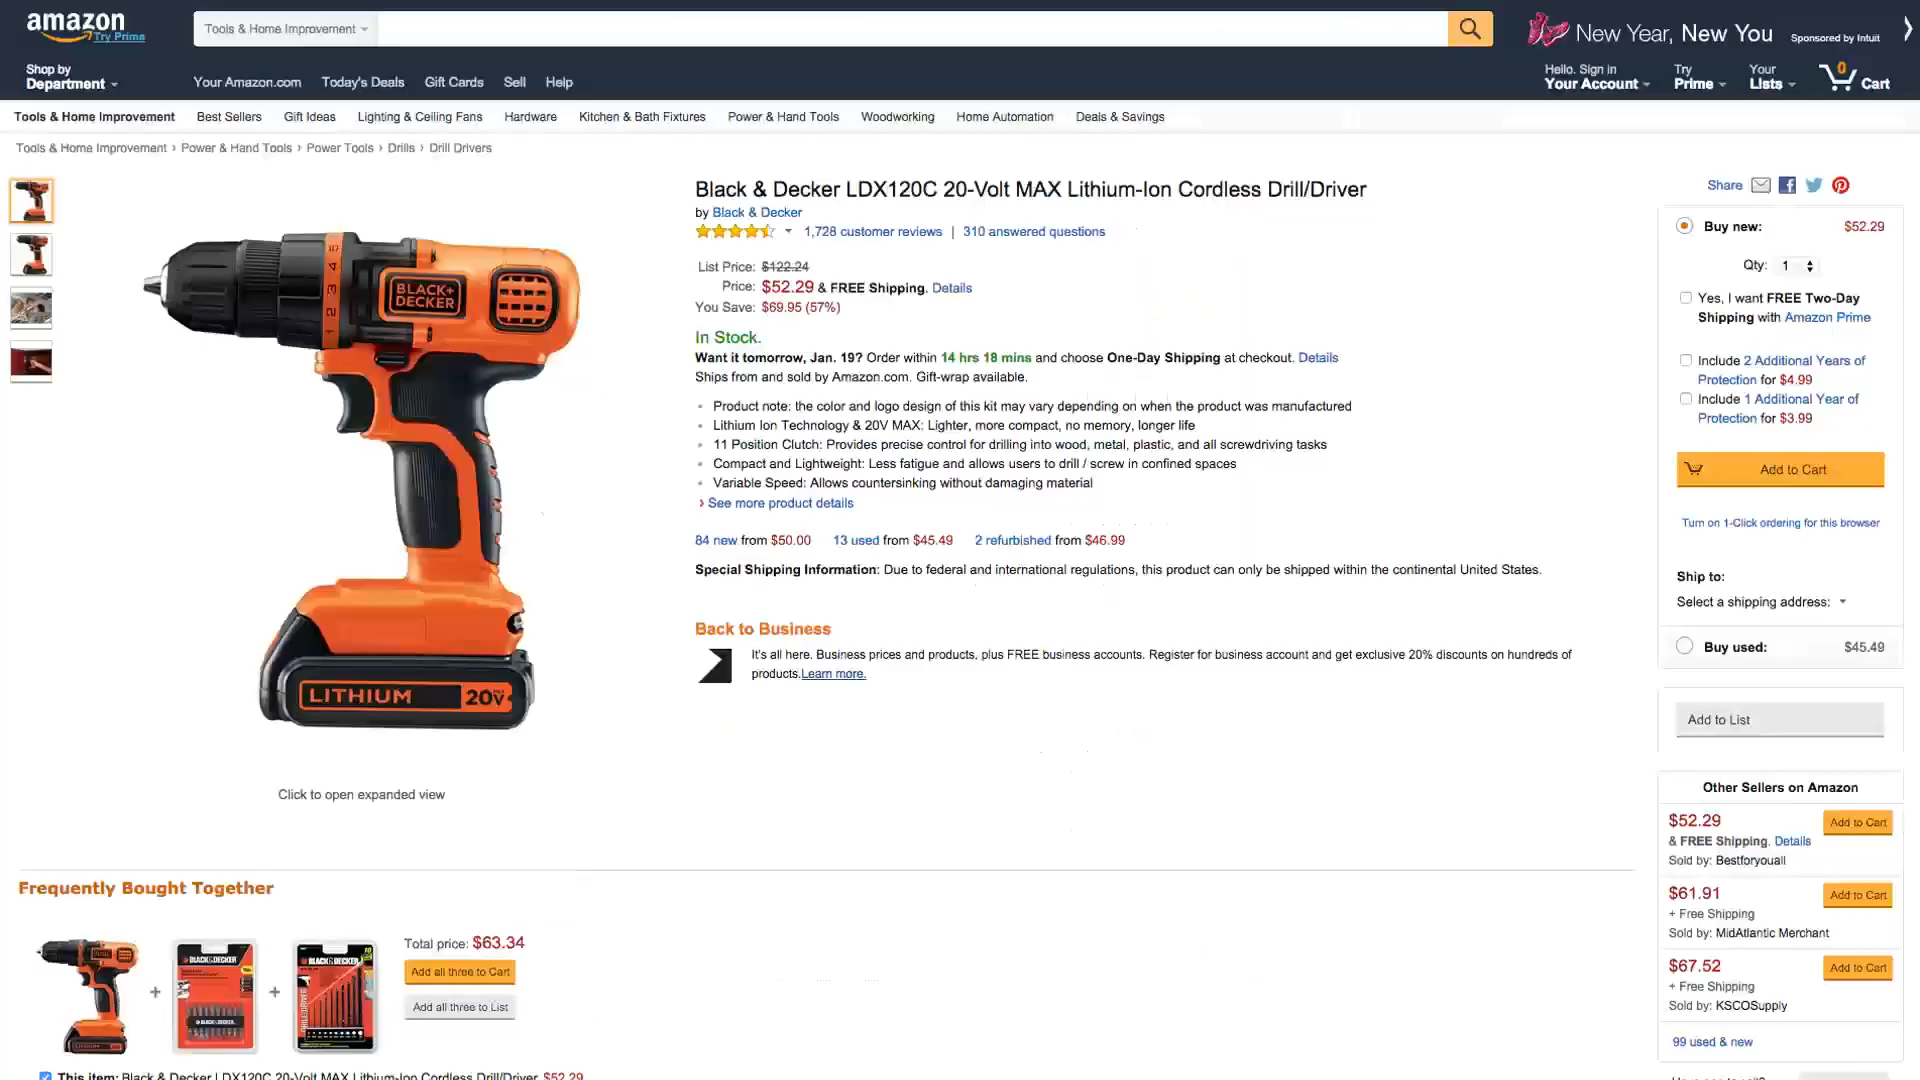 amazon
Try Prime
Tools & Home Improvement
New Year, New You
Sponsored by Intuit
Shop by
Department
Your Amazon.com
Today's Deals
Gift Cards
Sell
Help
Hello. Sign in
Your Account
Try
Prime
Your
Lists
0
Cart
Tools & Home Improvement
Best Sellers
Gift Ideas
Lighting & Ceiling Fans
Hardware
Kitchen & Bath Fixtures
Power & Hand Tools
Woodworking
Home Automation
Deals & Savings
Tools & Home Improvement › Power & Hand Tools › Power Tools › Drills › Drill Drivers
BLACK+
DECKER
1 2 3 4
LITHIUM
20V MAX
Click to open expanded view
Black & Decker LDX120C 20-Volt MAX Lithium-Ion Cordless Drill/Driver
by Black & Decker
1,728 customer reviews | 310 answered questions
List Price: $122.24
Price: $52.29 & FREE Shipping. Details
You Save: $69.95 (57%)
In Stock.
Want it tomorrow, Jan. 19? Order within 14 hrs 18 mins and choose One-Day Shipping at checkout. Details
Ships from and sold by Amazon.com. Gift-wrap available.
Product note: the color and logo design of this kit may vary depending on when the product was manufactured
Lithium Ion Technology & 20V MAX: Lighter, more compact, no memory, longer life
11 Position Clutch: Provides precise control for drilling into wood, metal, plastic, and all screwdriving tasks
Compact and Lightweight: Less fatigue and allows users to drill / screw in confined spaces
Variable Speed: Allows countersinking without damaging material
› See more product details
84 new from $50.00
13 used from $45.49
2 refurbished from $46.99
Special Shipping Information: Due to federal and international regulations, this product can only be shipped within the continental United States.
Back to Business
It's all here. Business prices and products, plus FREE business accounts. Register for business account and get exclusive 20% discounts on hundreds of
products.Learn more.
Share
Buy new:
$52.29
Qty: 1
Yes, I want FREE Two-Day
Shipping with Amazon Prime
Include 2 Additional Years of
Protection for $4.99
Include 1 Additional Year of
Protection for $3.99
Add to Cart
Turn on 1-Click ordering for this browser
Ship to:
Select a shipping address:
Buy used:
$45.49
Add to List
Other Sellers on Amazon
$52.29
Add to Cart
& FREE Shipping. Details
Sold by: Bestforyouall
$61.91
Add to Cart
+ Free Shipping
Sold by: MidAtlantic Merchant
$67.52
Add to Cart
+ Free Shipping
Sold by: KSCOSupply
99 used & new
Frequently Bought Together
BLACK&DECKER
BLACK&DECKER
BLACK&DECKER
+
+
Total price: $63.34
Add all three to Cart
Add all three to List
This item: Black & Decker LDX120C 20-Volt MAX Lithium-Ion Cordless Drill/Driver $52.29